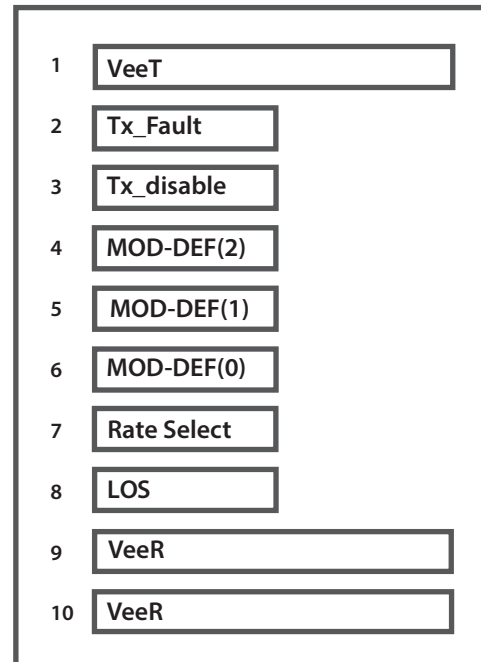 1 VeeT
2 Tx_Fault
3 Tx_disable
4 MOD-DEF(2)
5 MOD-DEF(1)
6 MOD-DEF(0)
7 Rate Select
8 LOS
9 VeeR
10 VeeR